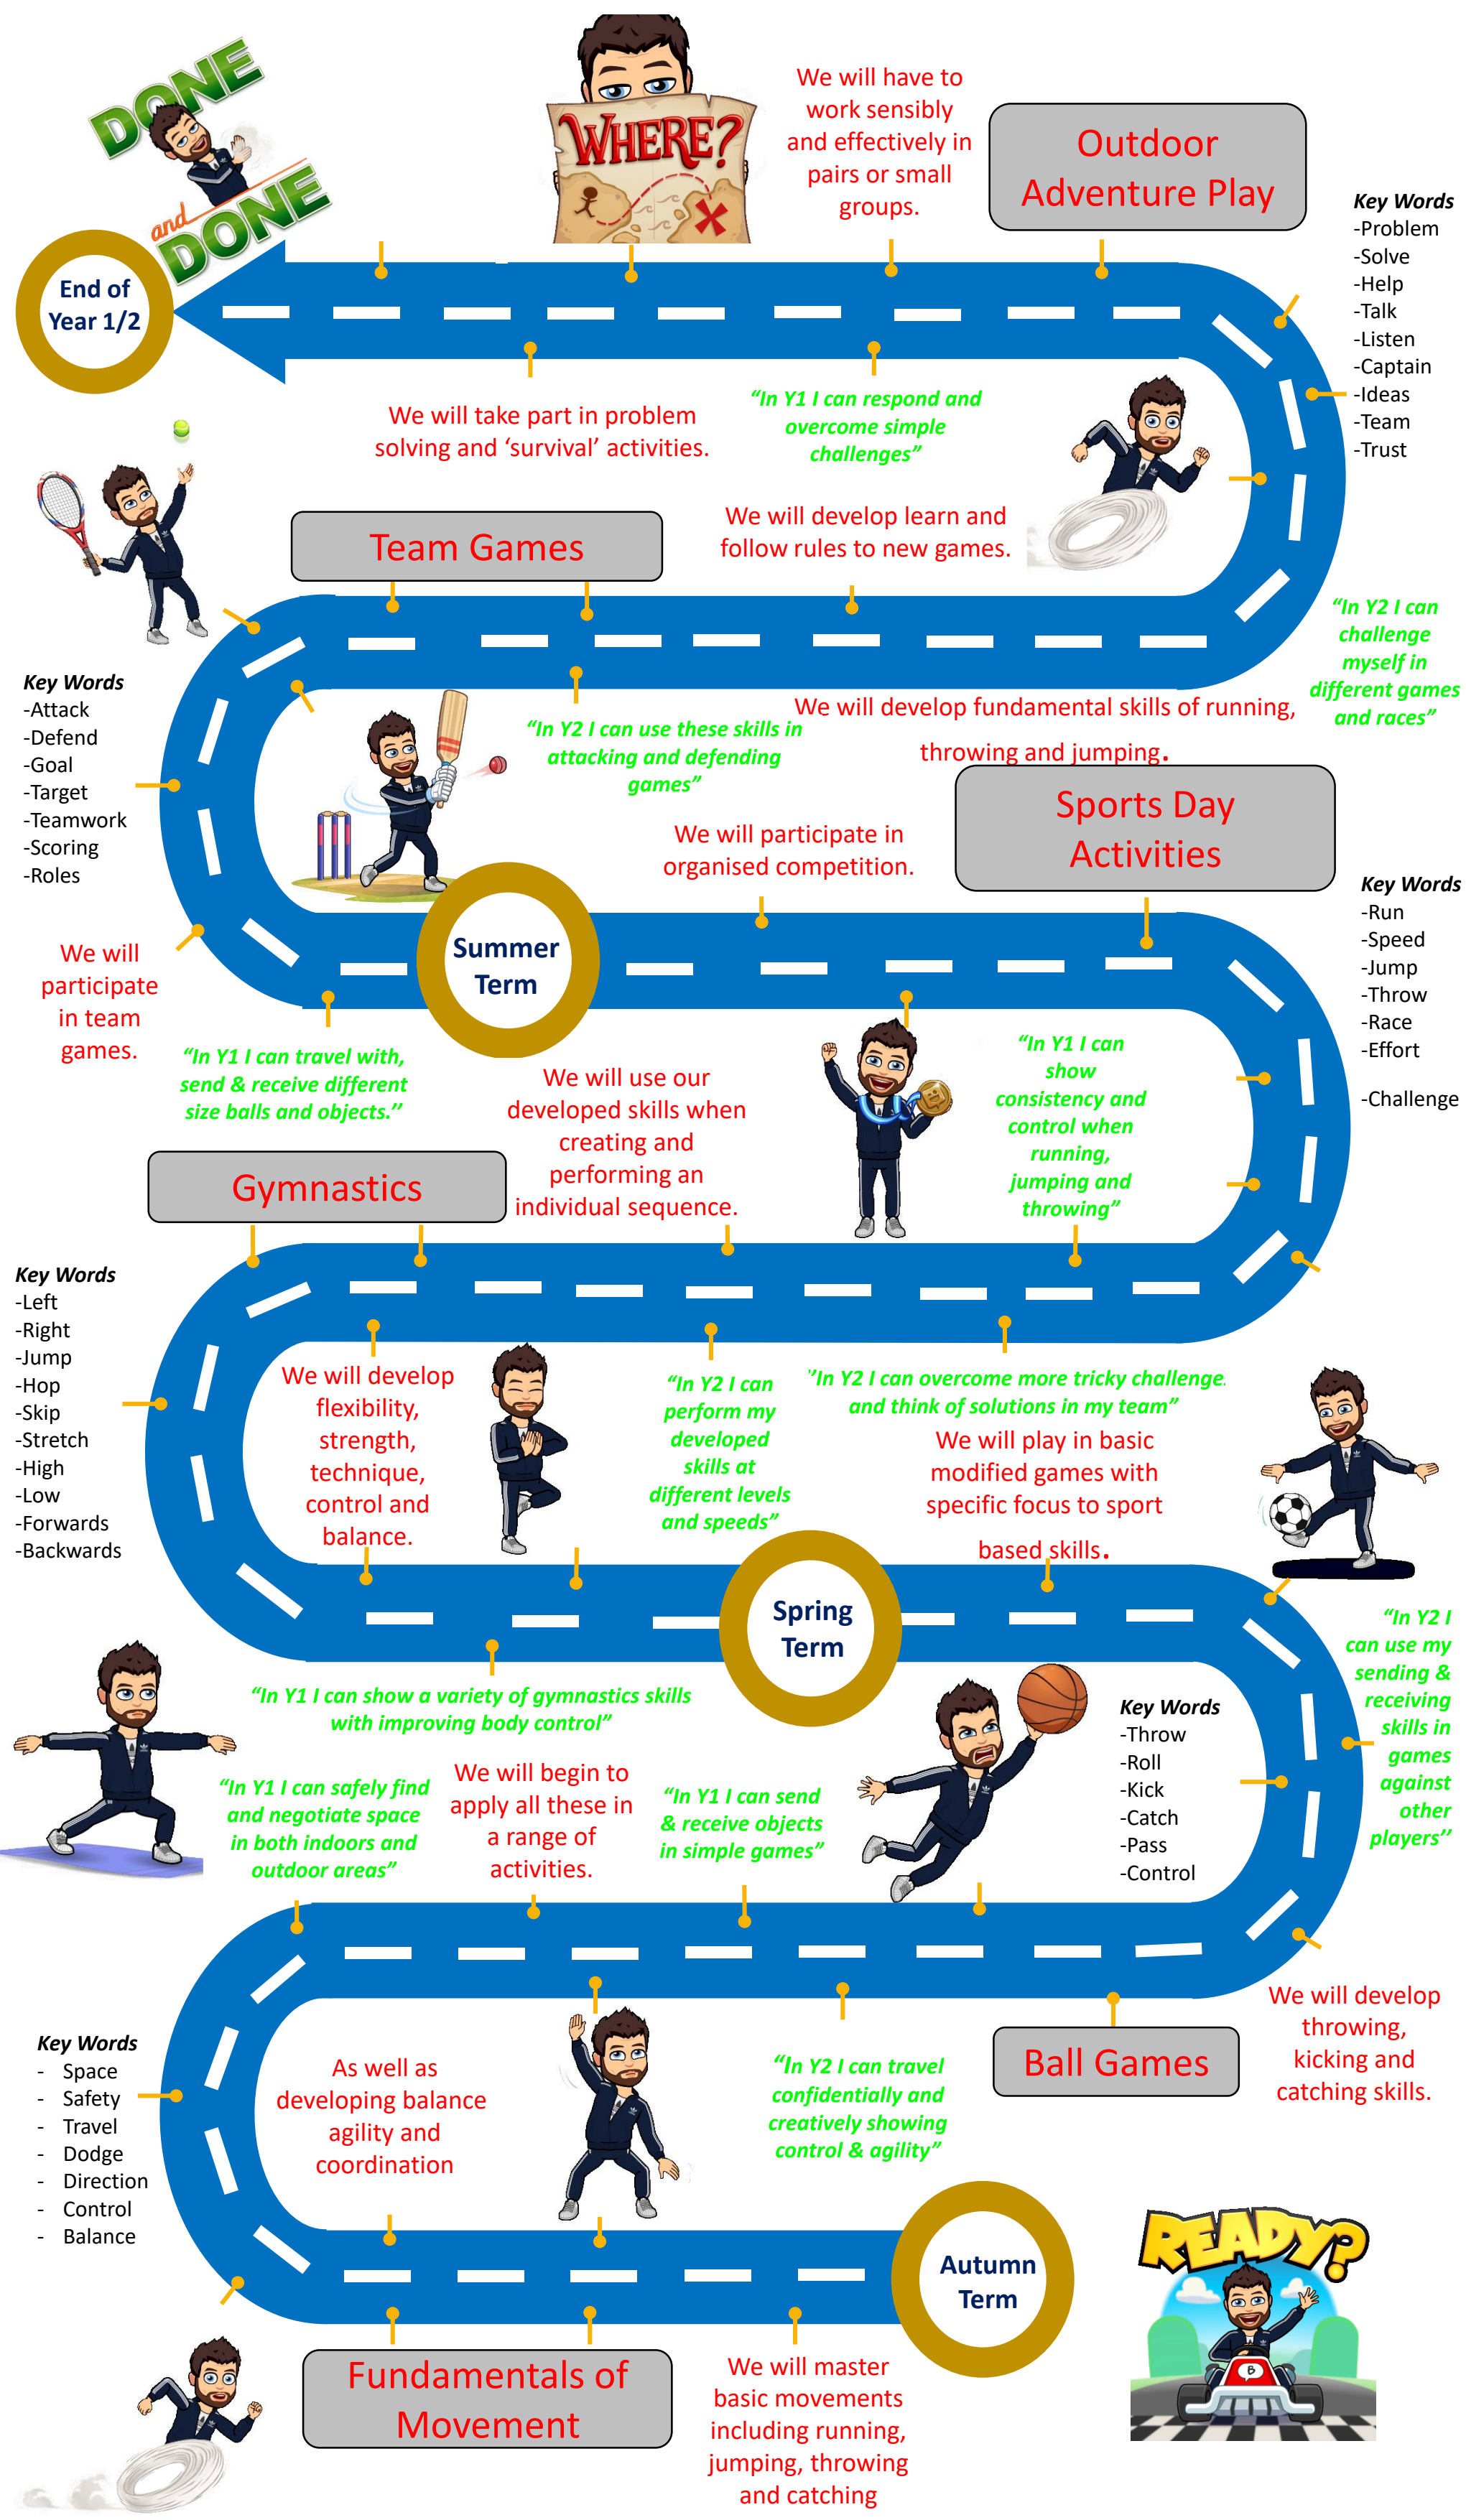 DONE
and
DONE
WHERE?
We will have to
work sensibly
and effectively in
pairs or small
groups.
Outdoor
Adventure Play
Key Words
-Problem
-Solve
-Help
-Talk
-Listen
-Captain
-Ideas
-Team
-Trust
End of
Year 1/2
We will take part in problem
solving and ‘survival’ activities.
“In Y1 I can respond and
overcome simple
challenges”
We will develop learn and
follow rules to new games.
Team Games
“In Y2 I can
challenge
myself in
different games
and races”
Key Words
-Attack
-Defend
-Goal
-Target
-Teamwork
-Scoring
-Roles
“In Y2 I can use these skills in
attacking and defending
games”
We will develop fundamental skills of running,
throwing and jumping.
Sports Day
Activities
We will participate in
organised competition.
Key Words
-Run
-Speed
-Jump
-Throw
-Race
-Effort
-Challenge
Summer
Term
We will
participate
in team
games.
“In Y1 I can travel with,
send & receive different
size balls and objects.’’
We will use our
developed skills when
creating and
performing an
individual sequence.
“In Y1 I can
show
consistency and
control when
running,
jumping and
throwing”
Gymnastics
Key Words
-Left
-Right
-Jump
-Hop
-Skip
-Stretch
-High
-Low
-Forwards
-Backwards
We will develop
flexibility,
strength,
technique,
control and
balance.
“In Y2 I can
perform my
developed
skills at
different levels
and speeds”
’’In Y2 I can overcome more tricky challenge.
and think of solutions in my team”
We will play in basic
modified games with
specific focus to sport
based skills.
Spring
Term
“In Y2 I
can use my
sending &
receiving
skills in
games
against
other
players’’
“In Y1 I can show a variety of gymnastics skills
with improving body control”
Key Words
-Throw
-Roll
-Kick
-Catch
-Pass
-Control
“In Y1 I can safely find
and negotiate space
in both indoors and
outdoor areas”
We will begin to
apply all these in
a range of
activities.
“In Y1 I can send
& receive objects
in simple games”
We will develop
throwing,
kicking and
catching skills.
Ball Games
Key Words
- Space
- Safety
- Travel
- Dodge
- Direction
- Control
- Balance
As well as
developing balance
agility and
coordination
“In Y2 I can travel
confidentially and
creatively showing
control & agility”
Autumn
Term
READY?
B
Fundamentals of
Movement
We will master
basic movements
including running,
jumping, throwing
and catching